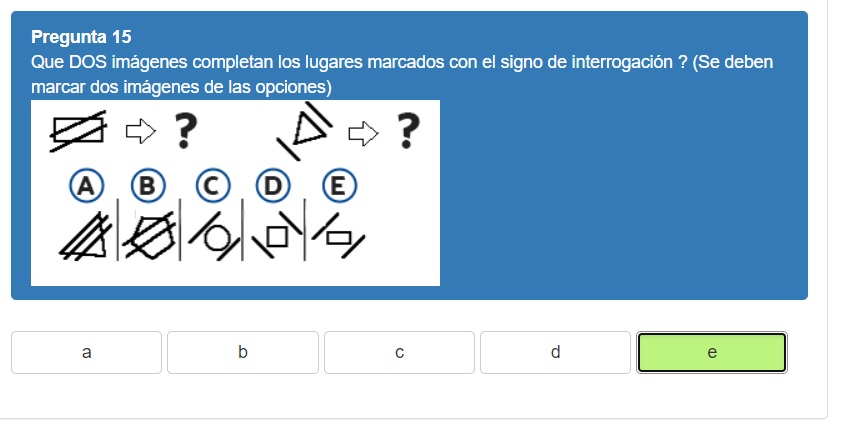 Pregunta 15
Que DOS imágenes completan los lugares marcados con el signo de interrogación ? (Se deben
marcar dos imágenes de las opciones)
? ?
A B C D E
a b c d e